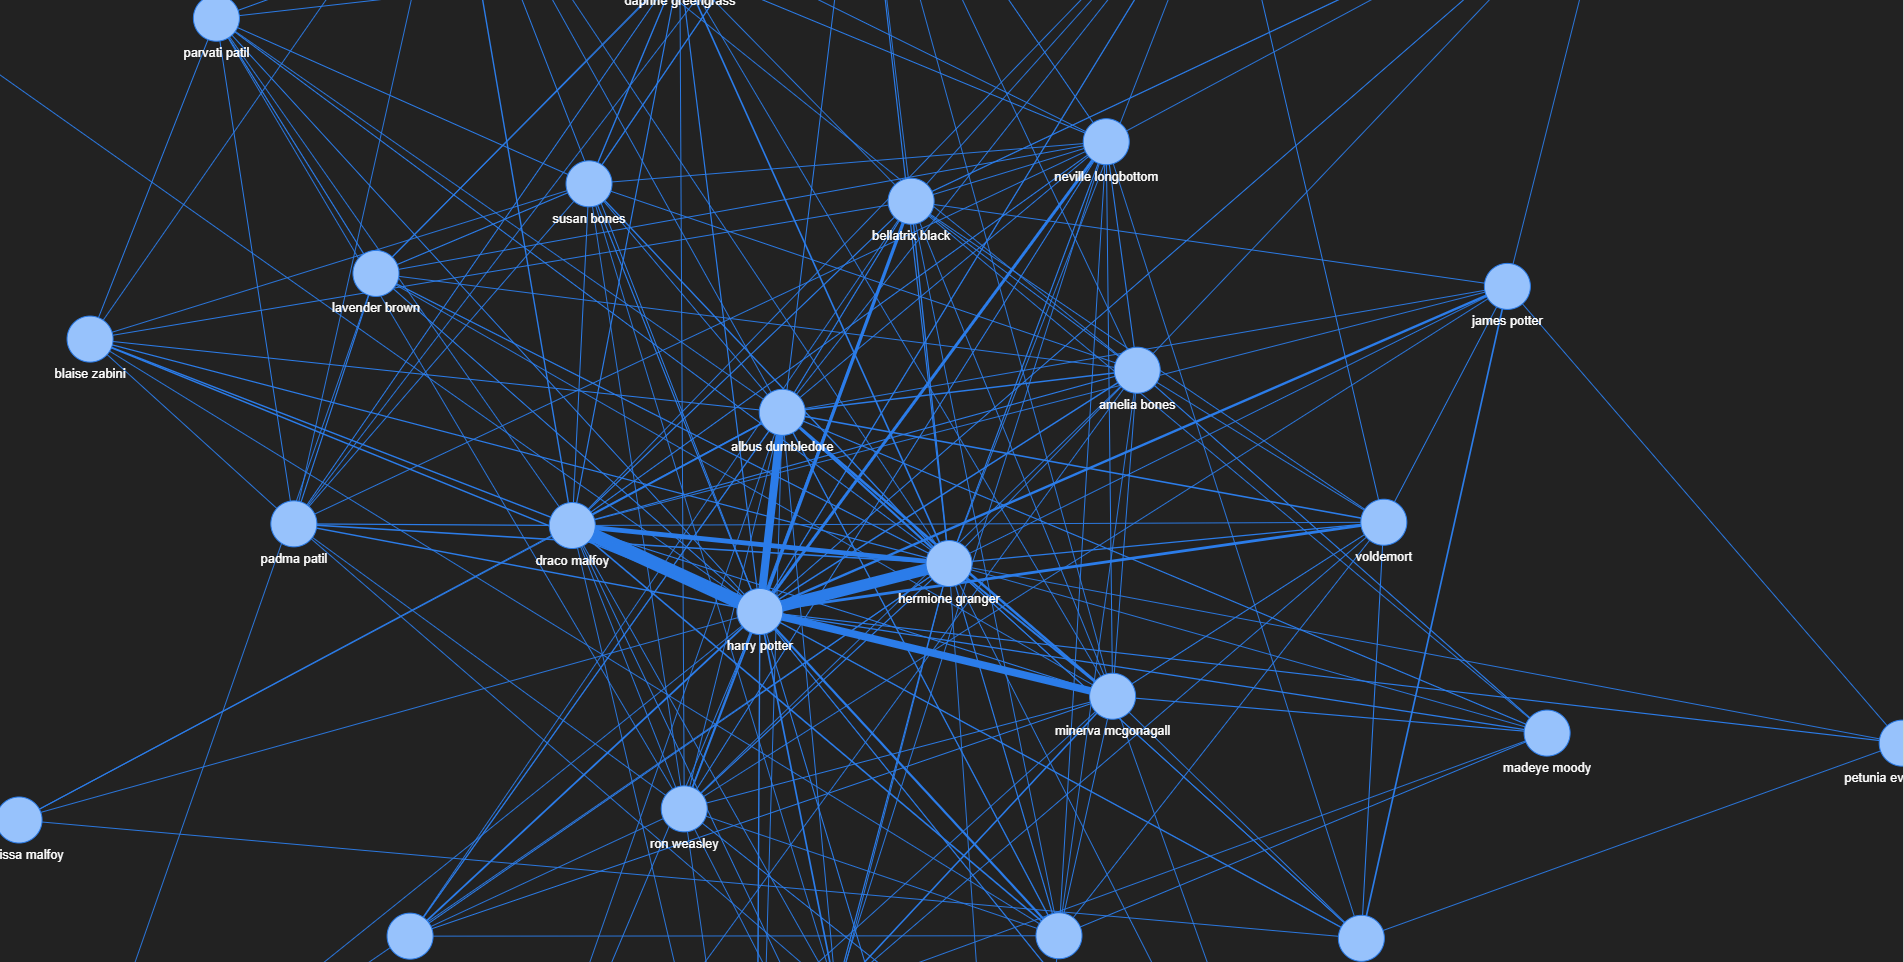 daphne greengrass
parvati patil
neville longbottom
susan bones
bellatrix black
lavender brown
james potter
blaise zabini
amelia bones
albus dumbledore
padma patil
draco malfoy
voldemort
hermione granger
harry potter
minerva mcgonagall
madeye moody
petunia ev
ron weasley
issa malfoy